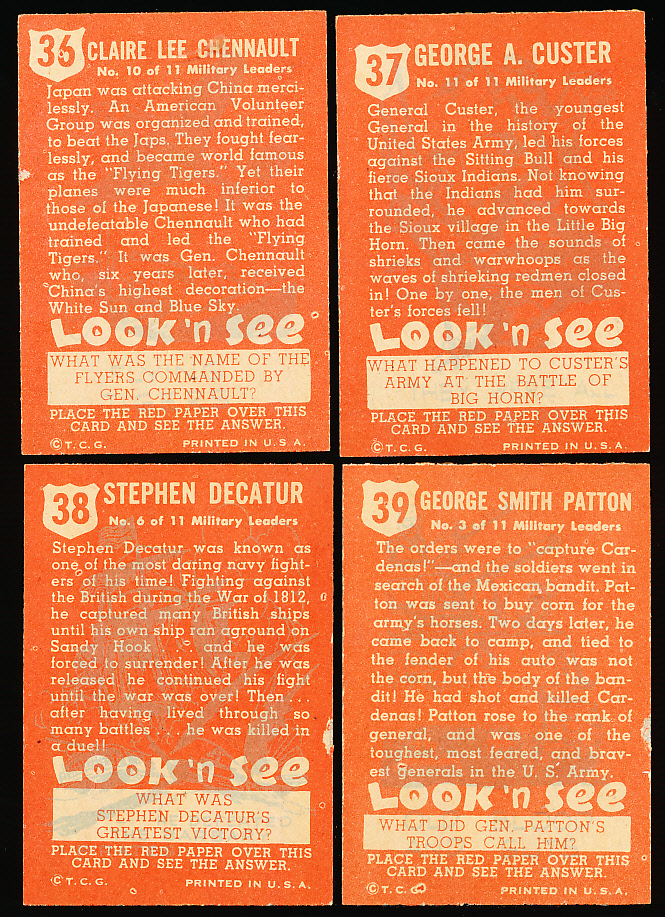 36
CLAIRE LEE CHENNAULT
No. 10 of 11 Military Leaders
Japan was attacking China merci-
lessly. An American Volunteer
Group was organized and trained,
to beat the Japs. They fought fear-
lessly, and became world famous
as the "Flying Tigers." Yet their
planes were much inferior to
those of the Japanese! It was the
undefeatable Chennault who had
trained and led the "Flying
Tigers." It was Gen. Chennault
who, six years later, received
China's highest decoration—the
White Sun and Blue Sky.
LOOK 'n SEE
WHAT WAS THE NAME OF THE
FLYERS COMMANDED BY
GEN. CHENNAULT?
PLACE THE RED PAPER OVER THIS
CARD AND SEE THE ANSWER.
© T. C. G. PRINTED IN U. S. A.
37
GEORGE A. CUSTER
No. 11 of 11 Military Leaders
General Custer, the youngest
General in the history of the
United States Army, led his forces
against the Sitting Bull and his
fierce Sioux Indians. Not knowing
that the Indians had him sur-
rounded, he advanced towards
the Sioux village in the Little Big
Horn. Then came the sounds of
shrieks and warwhoops as the
waves of shrieking redmen closed
in! One by one, the men of Cus-
ter's forces fell!
LOOK 'n SEE
WHAT HAPPENED TO CUSTER'S
ARMY AT THE BATTLE OF
BIG HORN?
PLACE THE RED PAPER OVER THIS
CARD AND SEE THE ANSWER.
© T. C. G. PRINTED IN U. S. A.
38
STEPHEN DECATUR
No. 6 of 11 Military Leaders
Stephen Decatur was known as
one of the most daring navy fight-
ers of his time! Fighting against
the British during the War of 1812,
he captured many British ships
until his own ship ran aground on
Sandy Hook ... and he was
forced to surrender! After he was
released he continued his fight
until the war was over! Then ...
after having lived through so
many battles ... he was killed in
a duel!
LOOK 'n SEE
WHAT WAS
STEPHEN DECATUR'S
GREATEST VICTORY?
PLACE THE RED PAPER OVER THIS
CARD AND SEE THE ANSWER.
© T. C. G. PRINTED IN U. S. A.
39
GEORGE SMITH PATTON
No. 3 of 11 Military Leaders
The orders were to "capture Car-
denas!"—and the soldiers went in
search of the Mexican bandit. Pat-
ton was sent to buy corn for the
army's horses. Two days later, he
came back to camp, and tied to
the fender of his auto was not
the corn, but the body of the ban-
dit! He had shot and killed Car-
denas! Patton rose to the rank of
general, and was one of the
toughest, most feared, and brav-
est generals in the U. S. Army.
LOOK 'n SEE
WHAT DID GEN. PATTON'S
TROOPS CALL HIM?
PLACE THE RED PAPER OVER THIS
CARD AND SEE THE ANSWER.
© T. C. G. PRINTED IN U. S. A.